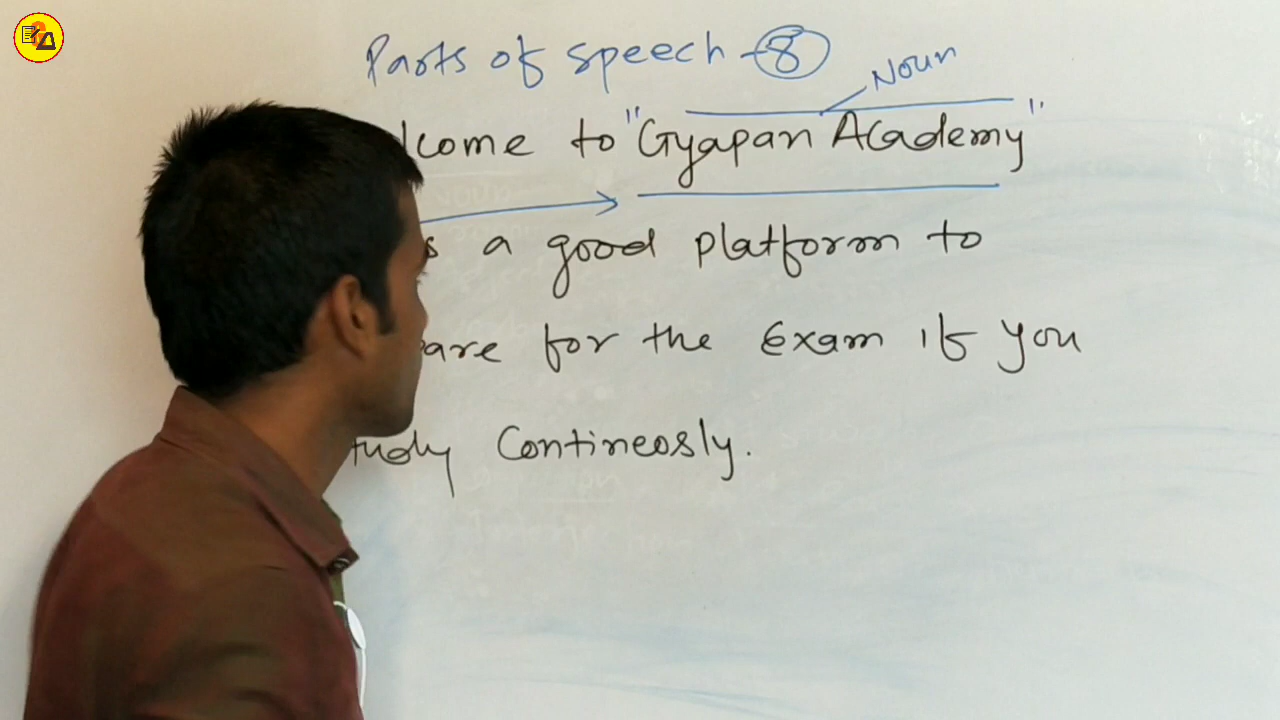 Parts of speech - 8
Noun
lcome to "Gyapan Academy"
s a good platform to
are for the Exam if you
tudy Contineosly.